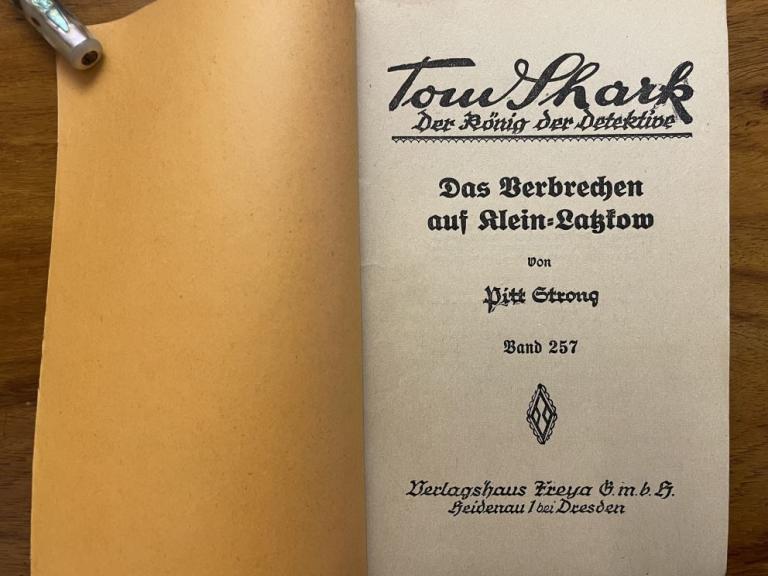 Tom Shark
Der König der Detektive
Das Verbrechen
auf Klein-Latzkow
von
Pitt Strong
Band 257
Verlagshaus Freya G.m.b.H.
Heidenau 1 bei Dresden